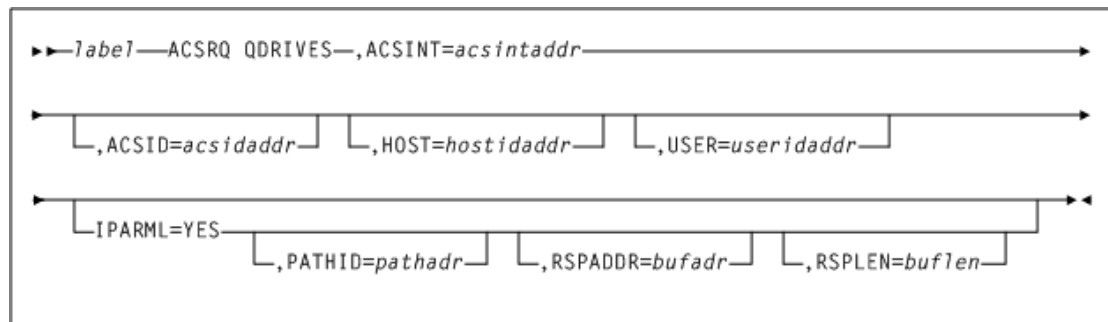 label ACSRQ QDRIVES ,ACSINT=acsintaddr
,ACSID=acsidaddr ,HOST=hostidaddr ,USER=useridaddr
IPARML=YES
,PATHID=pathadr ,RSPADDR=bufadr ,RSPLEN=buflen